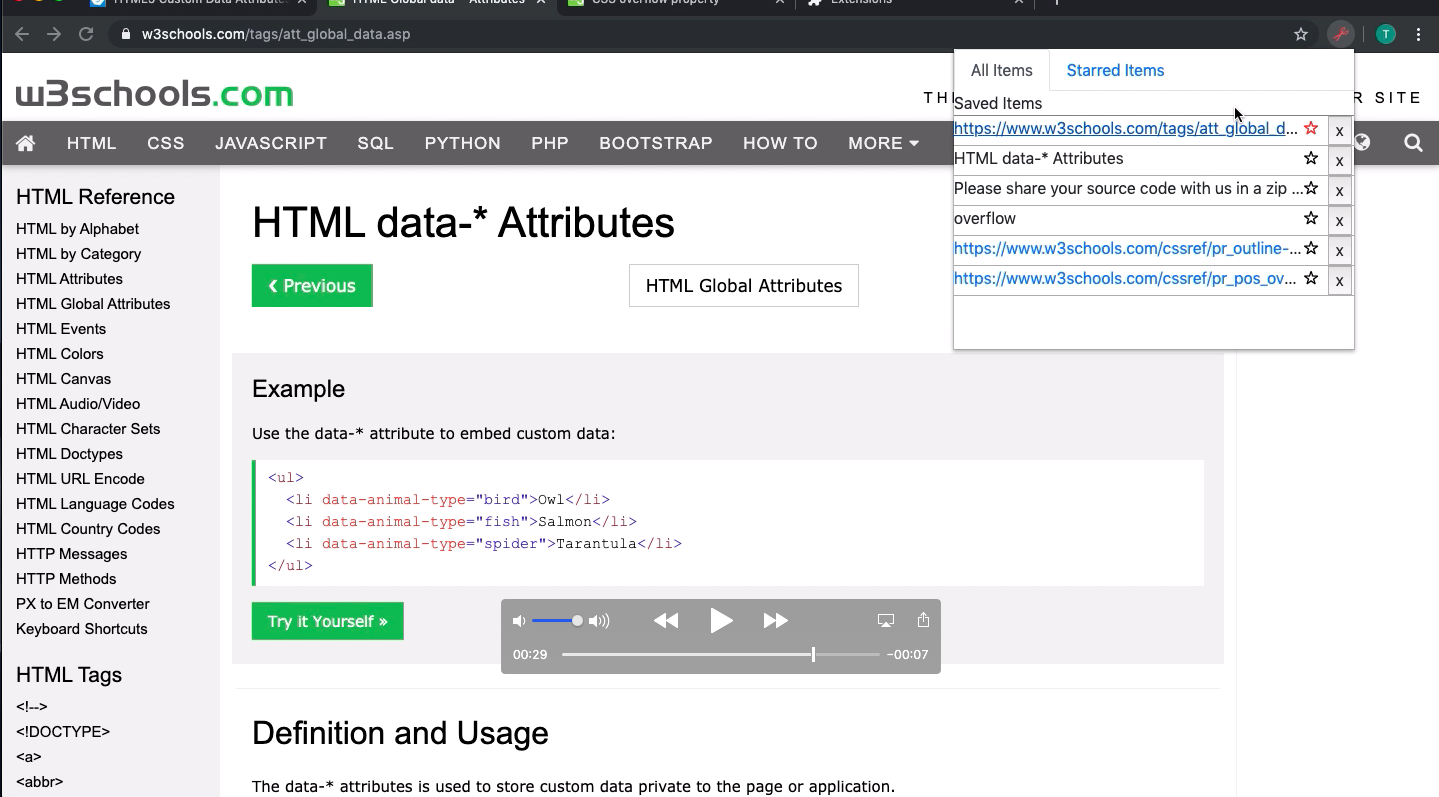 HTML5 Custom Data Attribute
HTML Global data-* Attributes
CSS overflow property
Extensions
w3schools.com/tags/att_global_data.asp
T
All Items
Starred Items
Saved Items
https://www.w3schools.com/tags/att_global_d... x
HTML data-* Attributes x
Please share your source code with us in a zip ... x
overflow x
https://www.w3schools.com/cssref/pr_outline-... x
https://www.w3schools.com/cssref/pr_pos_ov... x
w3schools.com
TH
R SITE
HTML CSS JAVASCRIPT SQL PYTHON PHP BOOTSTRAP HOW TO MORE
HTML Reference
HTML by Alphabet
HTML by Category
HTML Attributes
HTML Global Attributes
HTML Events
HTML Colors
HTML Canvas
HTML Audio/Video
HTML Character Sets
HTML Doctypes
HTML URL Encode
HTML Language Codes
HTML Country Codes
HTTP Messages
HTTP Methods
PX to EM Converter
Keyboard Shortcuts
HTML Tags
<!-->
<!DOCTYPE>
<a>
<abbr>
HTML data-* Attributes
❮ Previous
HTML Global Attributes
Example
Use the data-* attribute to embed custom data:
<ul>
<li data-animal-type="bird">Owl</li>
<li data-animal-type="fish">Salmon</li>
<li data-animal-type="spider">Tarantula</li>
</ul>
Try it Yourself »
00:29
-00:07
Definition and Usage
The data-* attributes is used to store custom data private to the page or application.